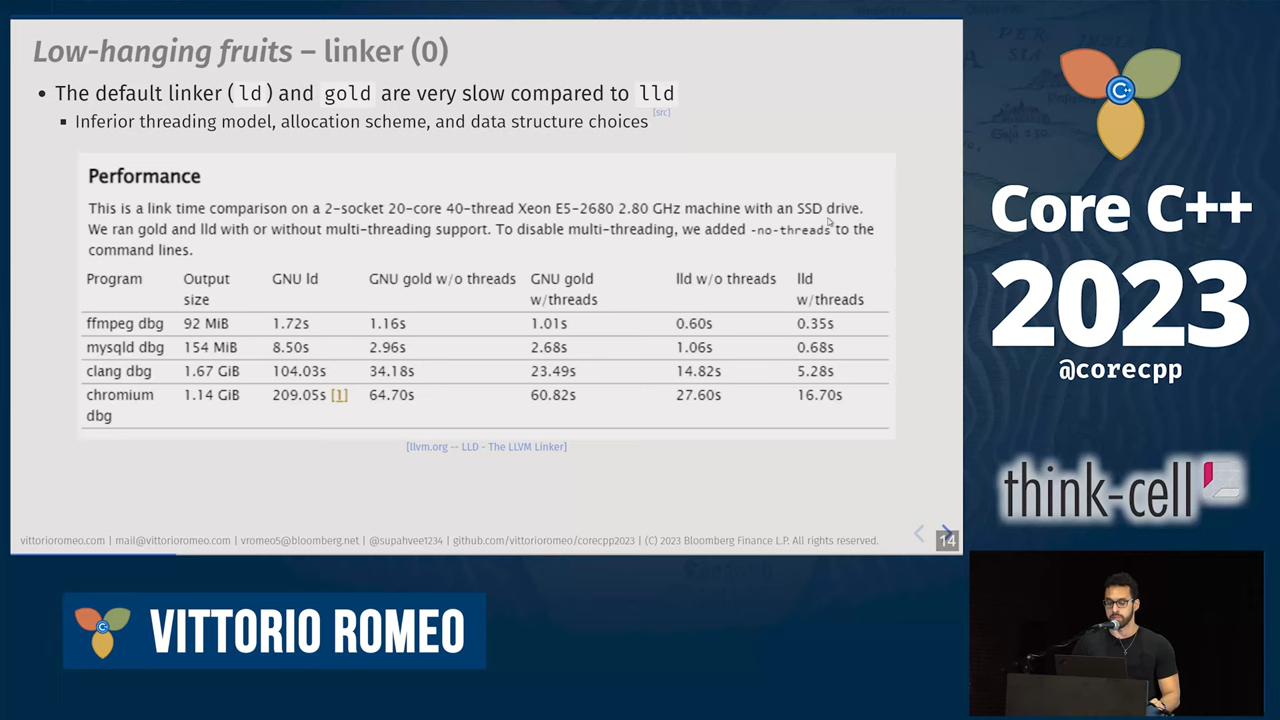 Low-hanging fruits – linker (0)
• The default linker (ld) and gold are very slow compared to lld
▪ Inferior threading model, allocation scheme, and data structure choices [src]
Performance
This is a link time comparison on a 2-socket 20-core 40-thread Xeon E5-2680 2.80 GHz machine with an SSD drive.
We ran gold and lld with or without multi-threading support. To disable multi-threading, we added -no-threads to the
command lines.
Program Output size GNU ld GNU gold w/o threads GNU gold w/threads lld w/o threads lld w/threads
ffmpeg dbg 92 MiB 1.72s 1.16s 1.01s 0.60s 0.35s
mysqld dbg 154 MiB 8.50s 2.96s 2.68s 1.06s 0.68s
clang dbg 1.67 GiB 104.03s 34.18s 23.49s 14.82s 5.28s
chromium dbg 1.14 GiB 209.05s [1] 64.70s 60.82s 27.60s 16.70s
[llvm.org -- LLD - The LLVM Linker]
vittorioromeo.com | mail@vittorioromeo.com | vromeo5@bloomberg.net | @supahvee1234 | github.com/vittorioromeo/corecpp2023 | (C) 2023 Bloomberg Finance L.P. All rights reserved.
14
C++
Core C++
2023
@corecpp
think-cell
VITTORIO ROMEO